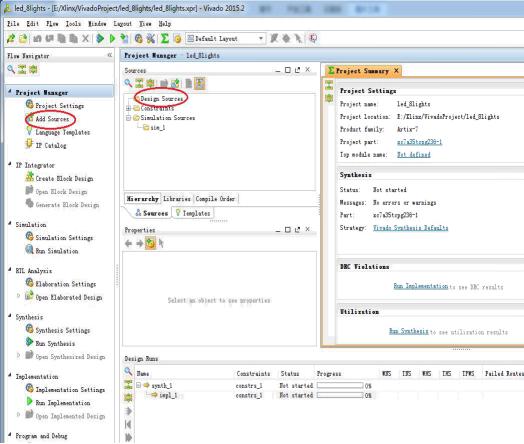 led_8lights - [E:/Xlinx/VivadoProject/led_8lights/led_8lights.xpr] - Vivado 2015.2
File Edit Flow Tools Window Layout View Help
Default Layout
Flow Navigator
Project Manager
Project Settings
Add Sources
Language Templates
IP Catalog
IP Integrator
Create Block Design
Open Block Design
Generate Block Design
Simulation
Simulation Settings
Run Simulation
RTL Analysis
Elaboration Settings
Open Elaborated Design
Synthesis
Synthesis Settings
Run Synthesis
Open Synthesized Design
Implementation
Implementation Settings
Run Implementation
Open Implemented Design
Program and Debug
Project Manager - led_8lights
Sources
Design Sources
Constraints
Simulation Sources
sim_1
Hierarchy Libraries Compile Order
Sources Templates
Properties
Select an object to see properties
Project Summary
Project Settings
Project name: led_8lights
Project location: E:/Xlinx/VivadoProject/led_8lights
Product family: Artix-7
Project part: xc7a35tcpg236-1
Top module name: Not defined
Synthesis
Status: Not started
Messages: No errors or warnings
Part: xc7a35tcpg236-1
Strategy: Vivado Synthesis Defaults
DRC Violations
Run Implementation to see DRC results
Utilization
Run Synthesis to see utilization results
Design Runs
Name Constraints Status Progress WNS TNS WHS THS TPWS Failed Routes
synth_1 constrs_1 Not started 0%
impl_1 constrs_1 Not started 0%